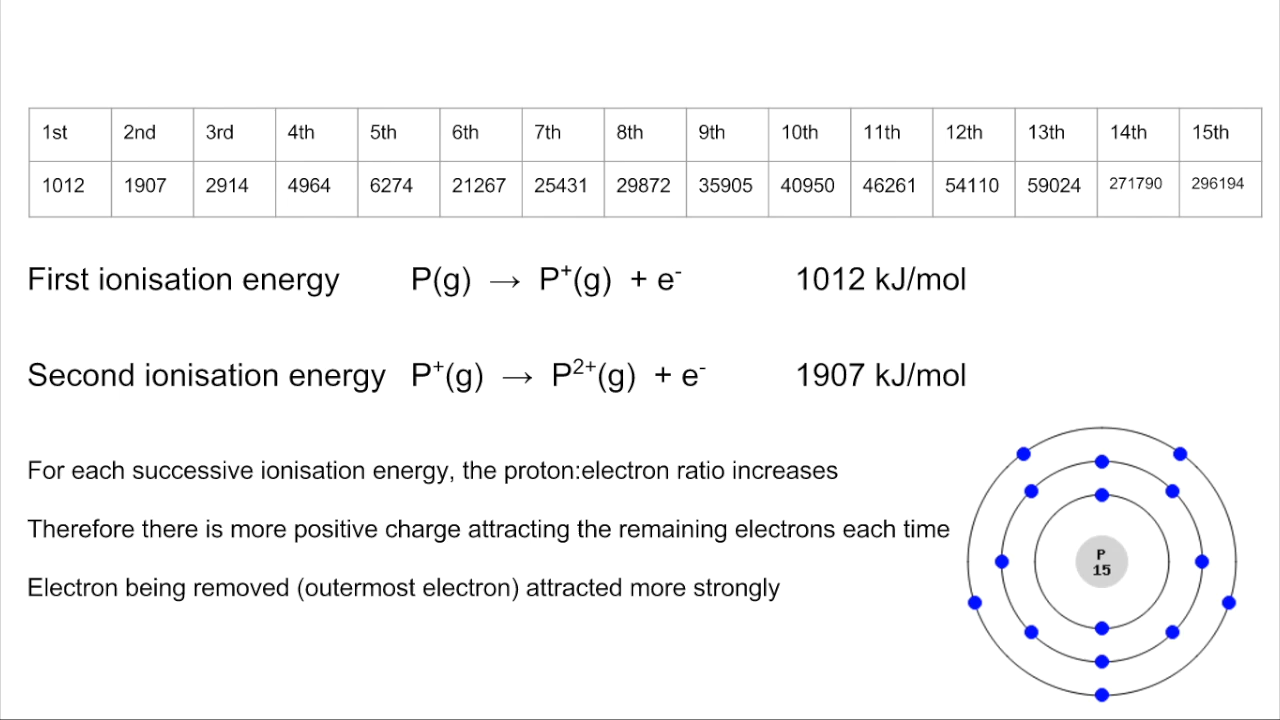 1st 2nd 3rd 4th 5th 6th 7th 8th 9th 10th 11th 12th 13th 14th 15th
1012 1907 2914 4964 6274 21267 25431 29872 35905 40950 46261 54110 59024 271790 296194
First ionisation energy P(g) → P⁺(g) + e⁻ 1012 kJ/mol
Second ionisation energy P⁺(g) → P²⁺(g) + e⁻ 1907 kJ/mol
For each successive ionisation energy, the proton:electron ratio increases
Therefore there is more positive charge attracting the remaining electrons each time
Electron being removed (outermost electron) attracted more strongly
P
15